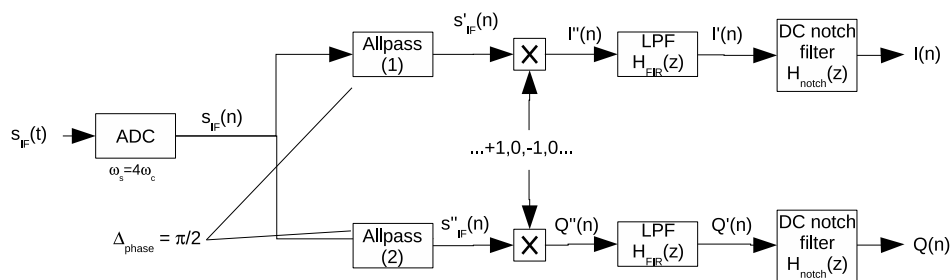 s'IF(n)
I''(n)
I'(n)
Allpass
(1)
LPF
HFIR(z)
DC notch
filter
Hnotch(z)
I(n)
sIF(t)
ADC
sIF(n)
ωs=4ωc
...+1,0,-1,0...
Δphase = π/2
s''IF(n)
Q''(n)
Q'(n)
Allpass
(2)
LPF
HFIR(z)
DC notch
filter
Hnotch(z)
Q(n)